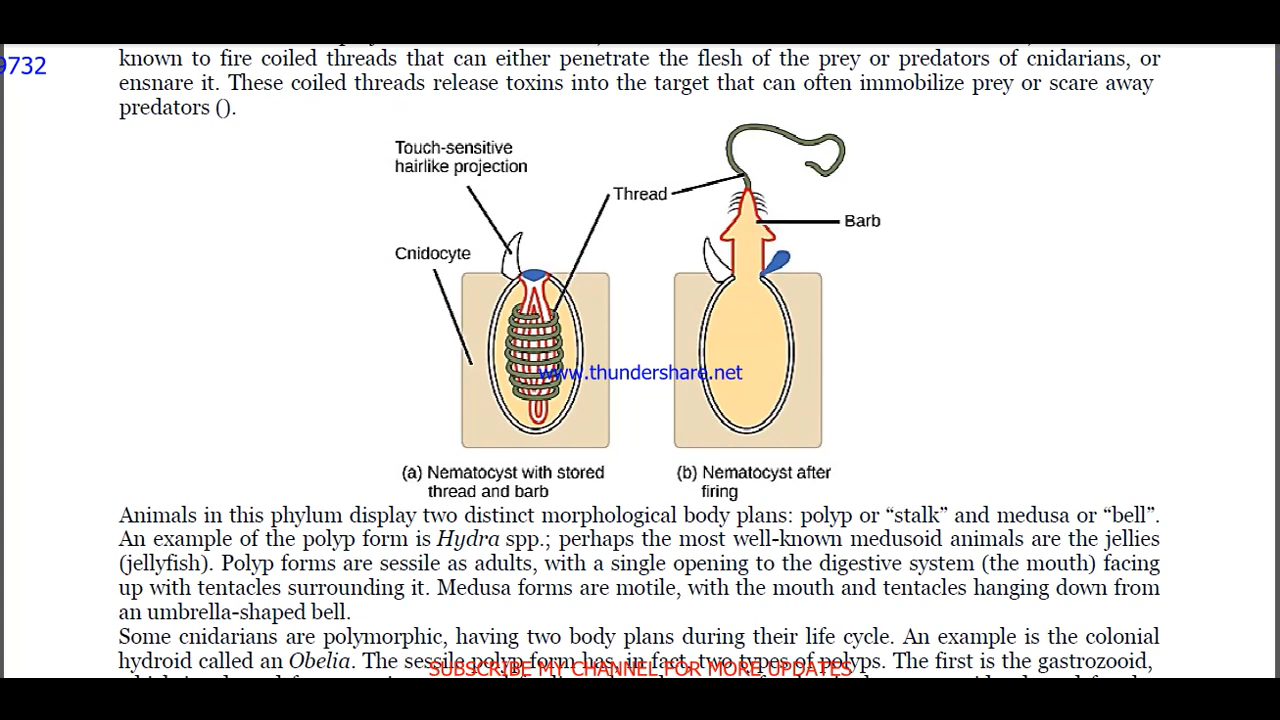 9732
known to fire coiled threads that can either penetrate the flesh of the prey or predators of cnidarians, or
ensnare it. These coiled threads release toxins into the target that can often immobilize prey or scare away
predators ().
Touch-sensitive
hairlike projection
Thread
Barb
Cnidocyte
www.thundershare.net
(a) Nematocyst with stored
thread and barb
(b) Nematocyst after
firing
Animals in this phylum display two distinct morphological body plans: polyp or “stalk” and medusa or “bell”.
An example of the polyp form is Hydra spp.; perhaps the most well-known medusoid animals are the jellies
(jellyfish). Polyp forms are sessile as adults, with a single opening to the digestive system (the mouth) facing
up with tentacles surrounding it. Medusa forms are motile, with the mouth and tentacles hanging down from
an umbrella-shaped bell.
Some cnidarians are polymorphic, having two body plans during their life cycle. An example is the colonial
hydroid called an Obelia. The sessile polyp form has, in fact, two types of polyps. The first is the gastrozooid,
SUBSCRIBE MY CHANNEL FOR MORE UPDATES